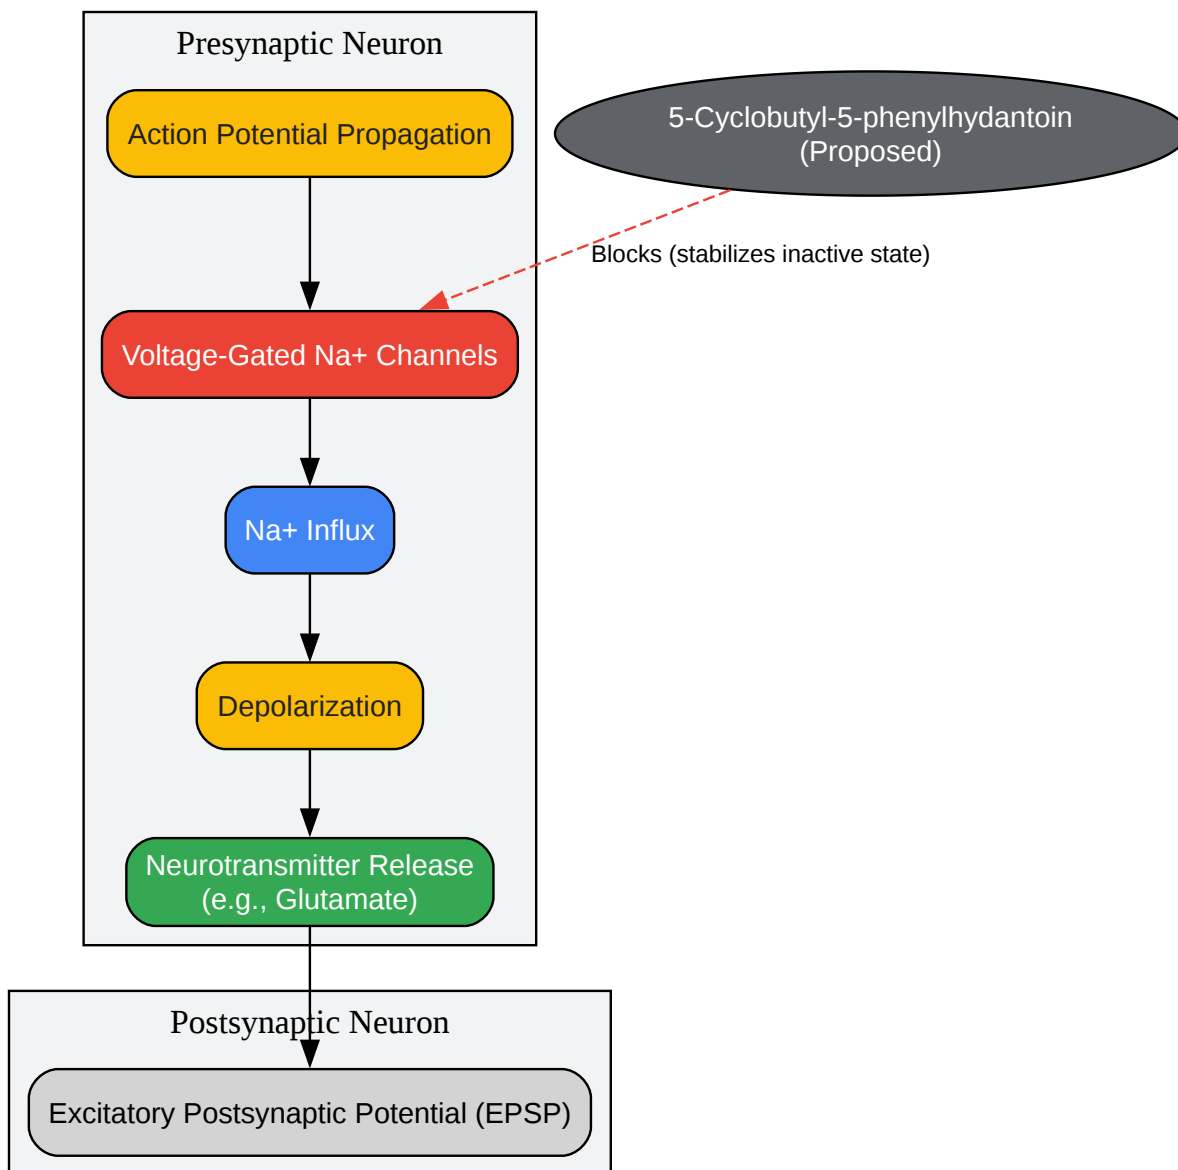 Presynaptic Neuron
Action Potential Propagation
5-Cyclobutyl-5-phenylhydantoin
(Proposed)
Blocks (stabilizes inactive state)
Voltage-Gated Na+ Channels
Na+ Influx
Depolarization
Neurotransmitter Release
(e.g., Glutamate)
Postsynaptic Neuron
Excitatory Postsynaptic Potential (EPSP)